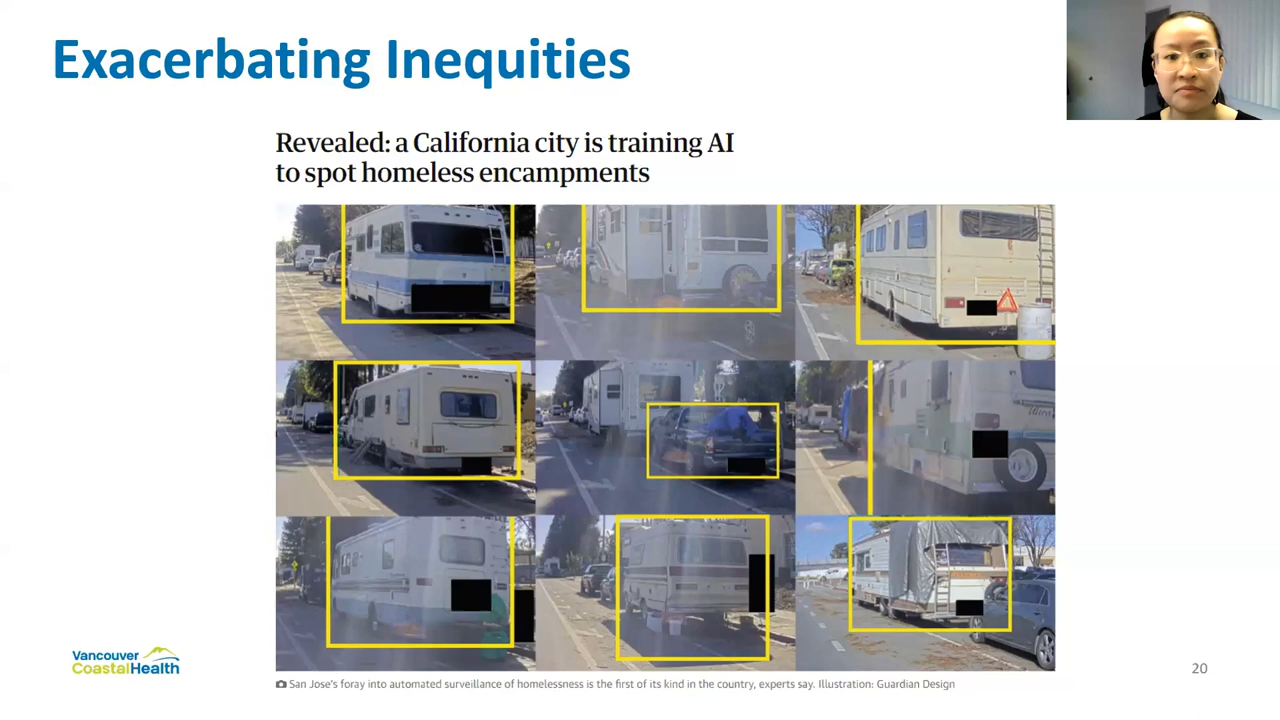 Exacerbating Inequities
Revealed: a California city is training AI
to spot homeless encampments
San Jose's foray into automated surveillance of homelessness is the first of its kind in the country, experts say. Illustration: Guardian Design
Vancouver
CoastalHealth
20